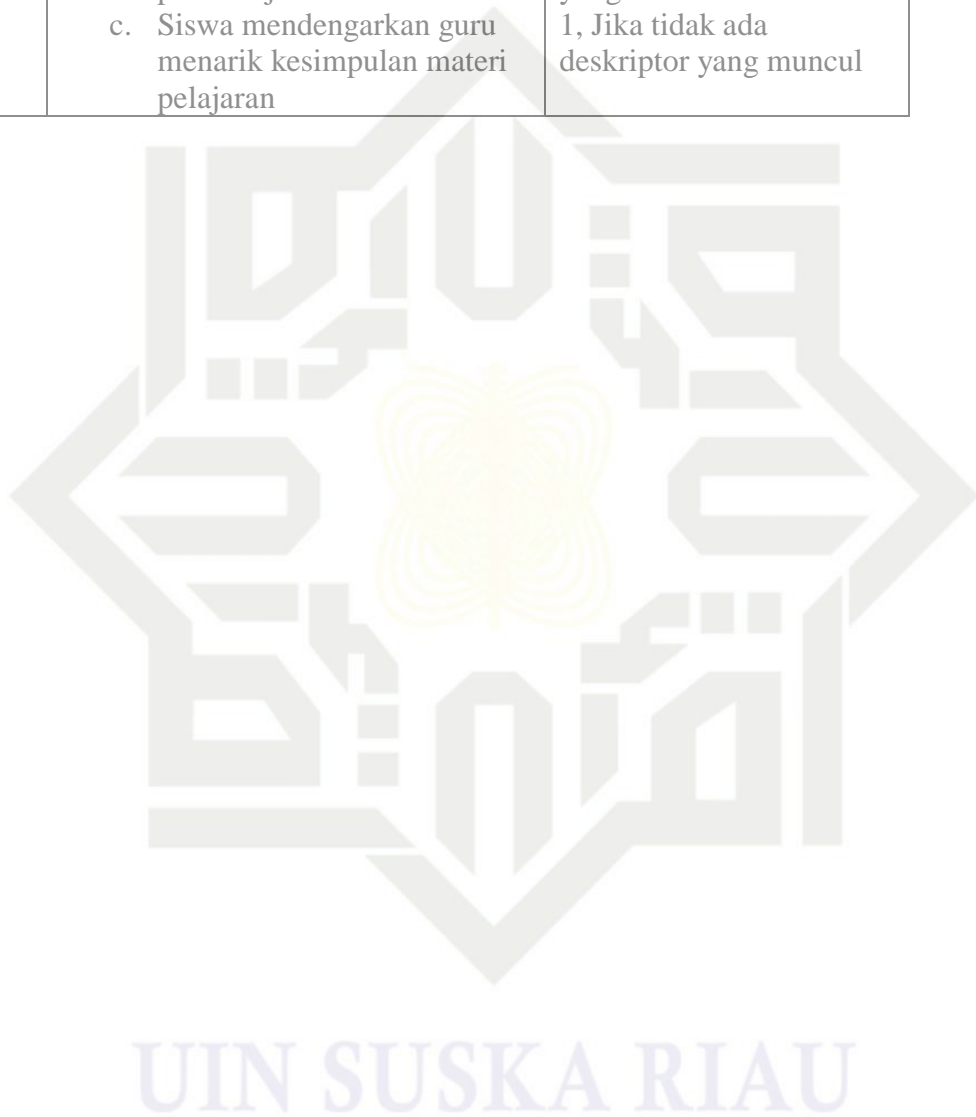 c. Siswa mendengarkan guru
menarik kesimpulan materi
pelajaran
1, Jika tidak ada
deskriptor yang muncul
UIN SUSKA RIAU